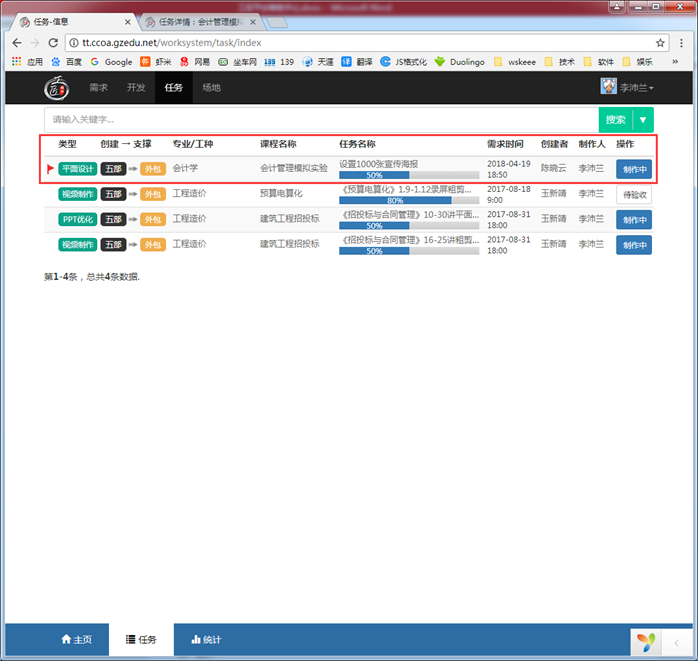 任务-信息
任务详情：会计管理模拟
tt.ccoa.gzedu.net/worksystem/task/index
应用 百度 Google 虾米 网易 坐车网 139 139 天涯 译 翻译 JS格式化 Duolingo wskeee 技术 软件 娱乐 »
需求 开发 任务 场地 李沛兰
请输入关键字... 搜索
类型 创建 → 支撑 专业/工种 课程名称 任务名称 需求时间 创建者 制作人 操作
平面设计 五部 外包 会计学 会计管理模拟实验 设置1000张宣传海报 2018-04-19 陈晓云 李沛兰 制作中
50% 18:50
视频制作 五部 外包 工程造价 预算电算化 《预算电算化》1.9-1.12录屏粗剪... 2017-08-18 王新靖 李沛兰 待验收
80% 9:00
PPT优化 五部 外包 工程造价 建筑工程招投标 《招投标与合同管理》10-30讲平面... 2017-08-31 王新靖 李沛兰 制作中
50% 18:00
视频制作 五部 外包 工程造价 建筑工程招投标 《招投标与合同管理》16-25讲粗剪... 2017-08-31 王新靖 李沛兰 制作中
50% 18:00
第1-4条，总共4条数据.
主页 任务 统计